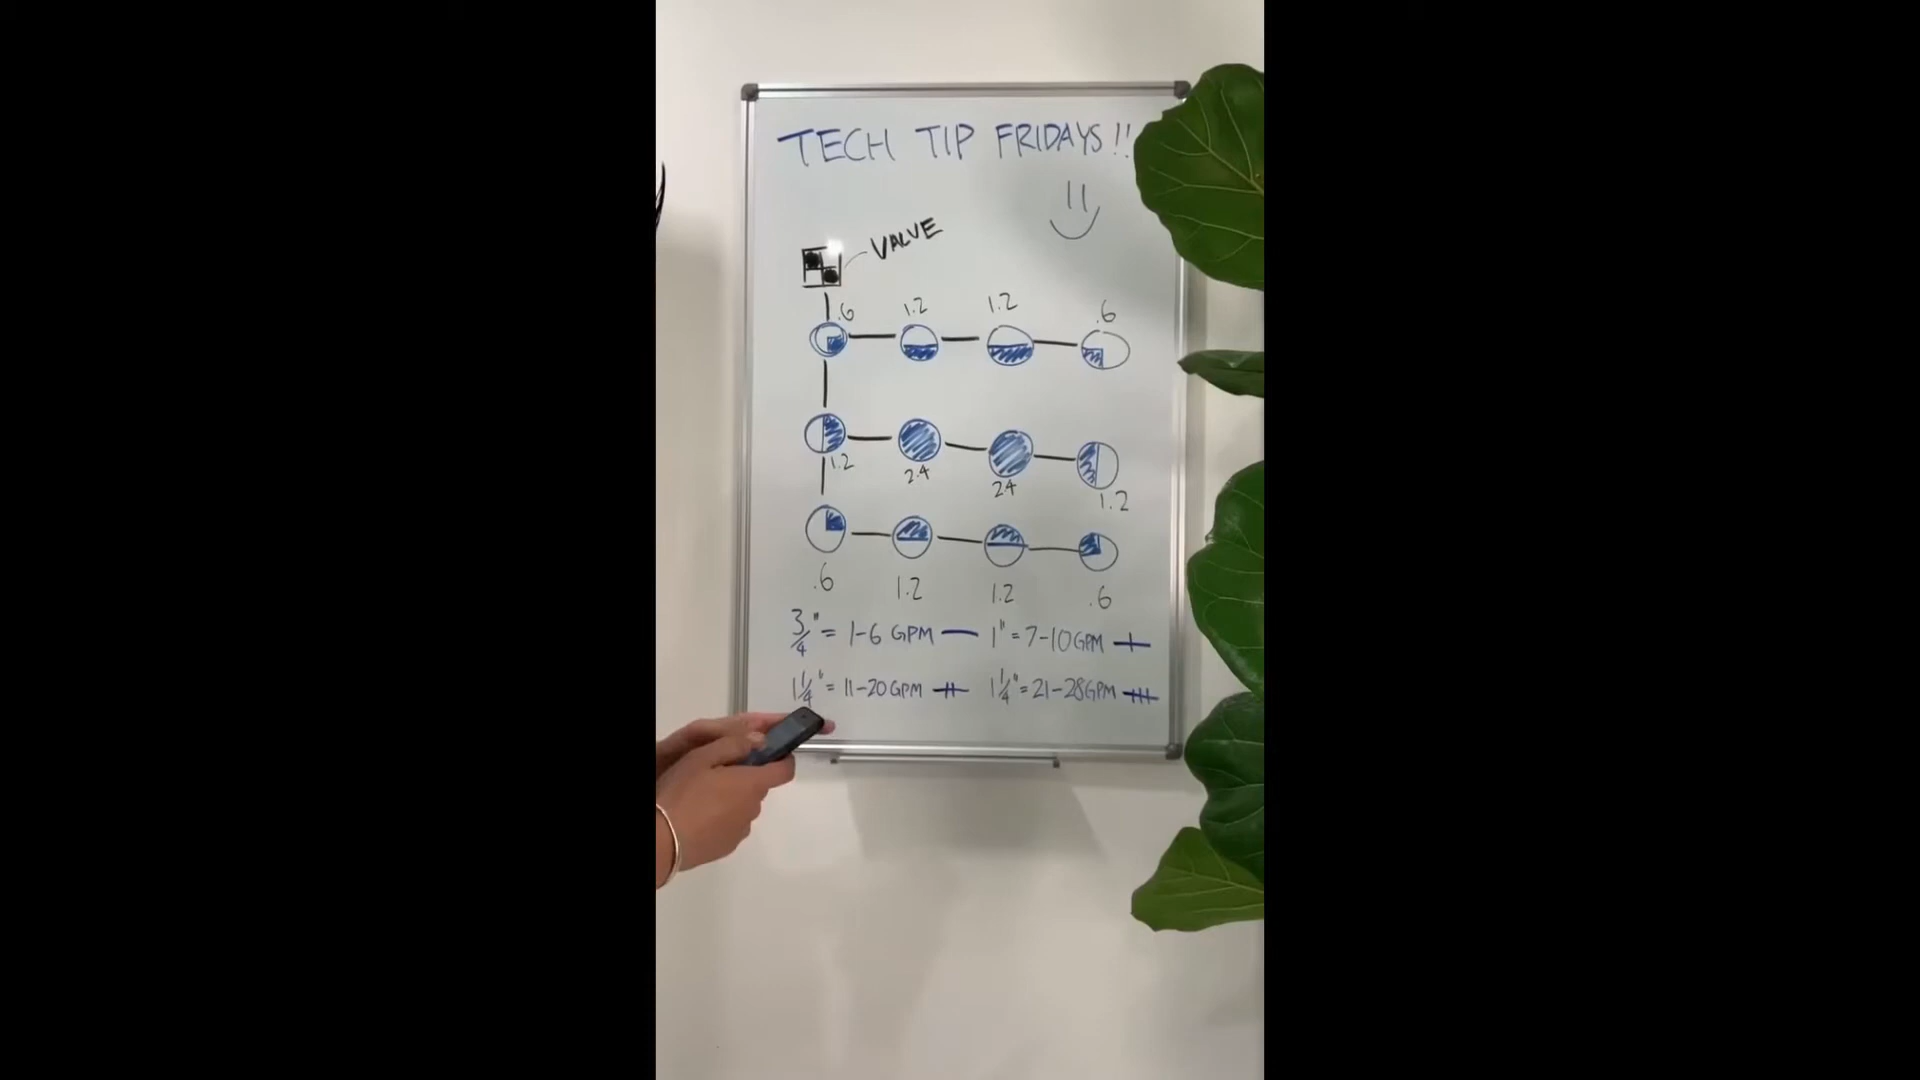 TECH TIP FRIDAYS!!
VALVE
.6 1.2 1.2 .6
1.2 2.4 2.4 1.2
.6 1.2 1.2 .6
3/4" = 1-6 GPM 1" = 7-10 GPM
1 1/4" = 11-20 GPM 1 1/4" = 21-28 GPM